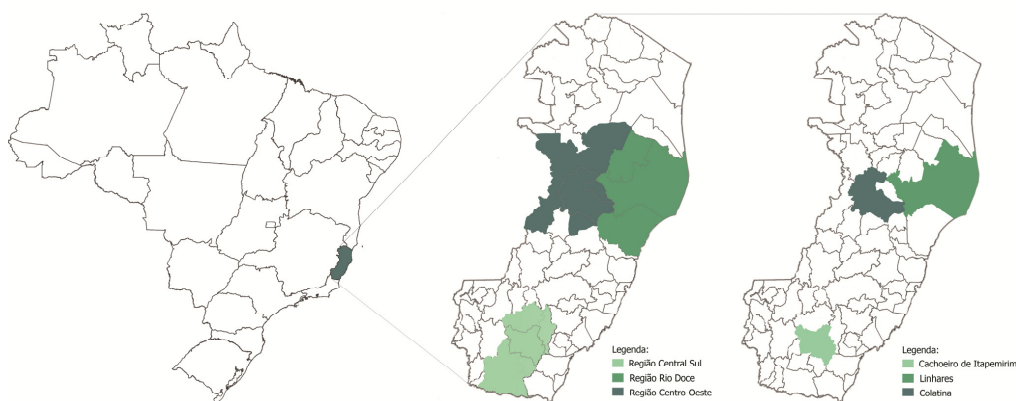 Legenda:
Região Central Sul
Região Rio Doce
Região Centro-Oeste
Legenda:
Cachoeiro de Itapemirim
Linhares
Colatina